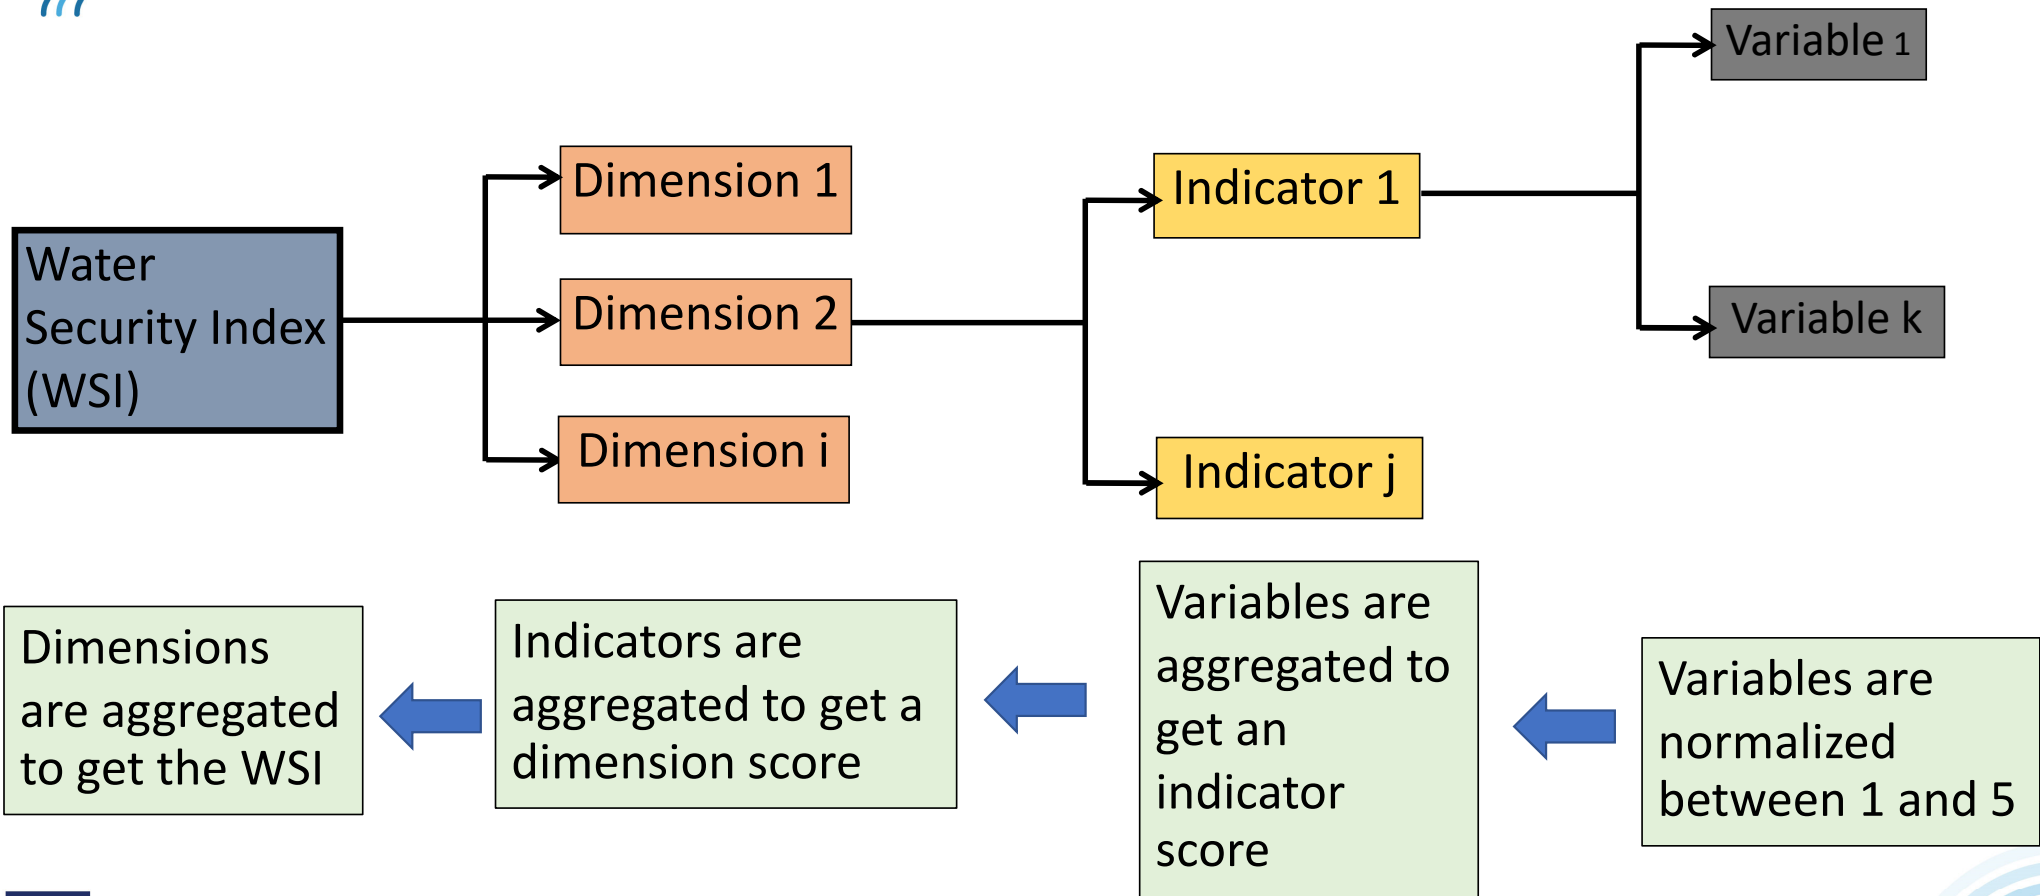 Variable 1
Dimension 1
Indicator 1
Water
Security Index
(WSI)
Dimension 2
Variable k
Dimension i
Indicator j
Dimensions
are aggregated
to get the WSI
Indicators are
aggregated to get a
dimension score
Variables are
aggregated to
get an
indicator
score
Variables are
normalized
between 1 and 5